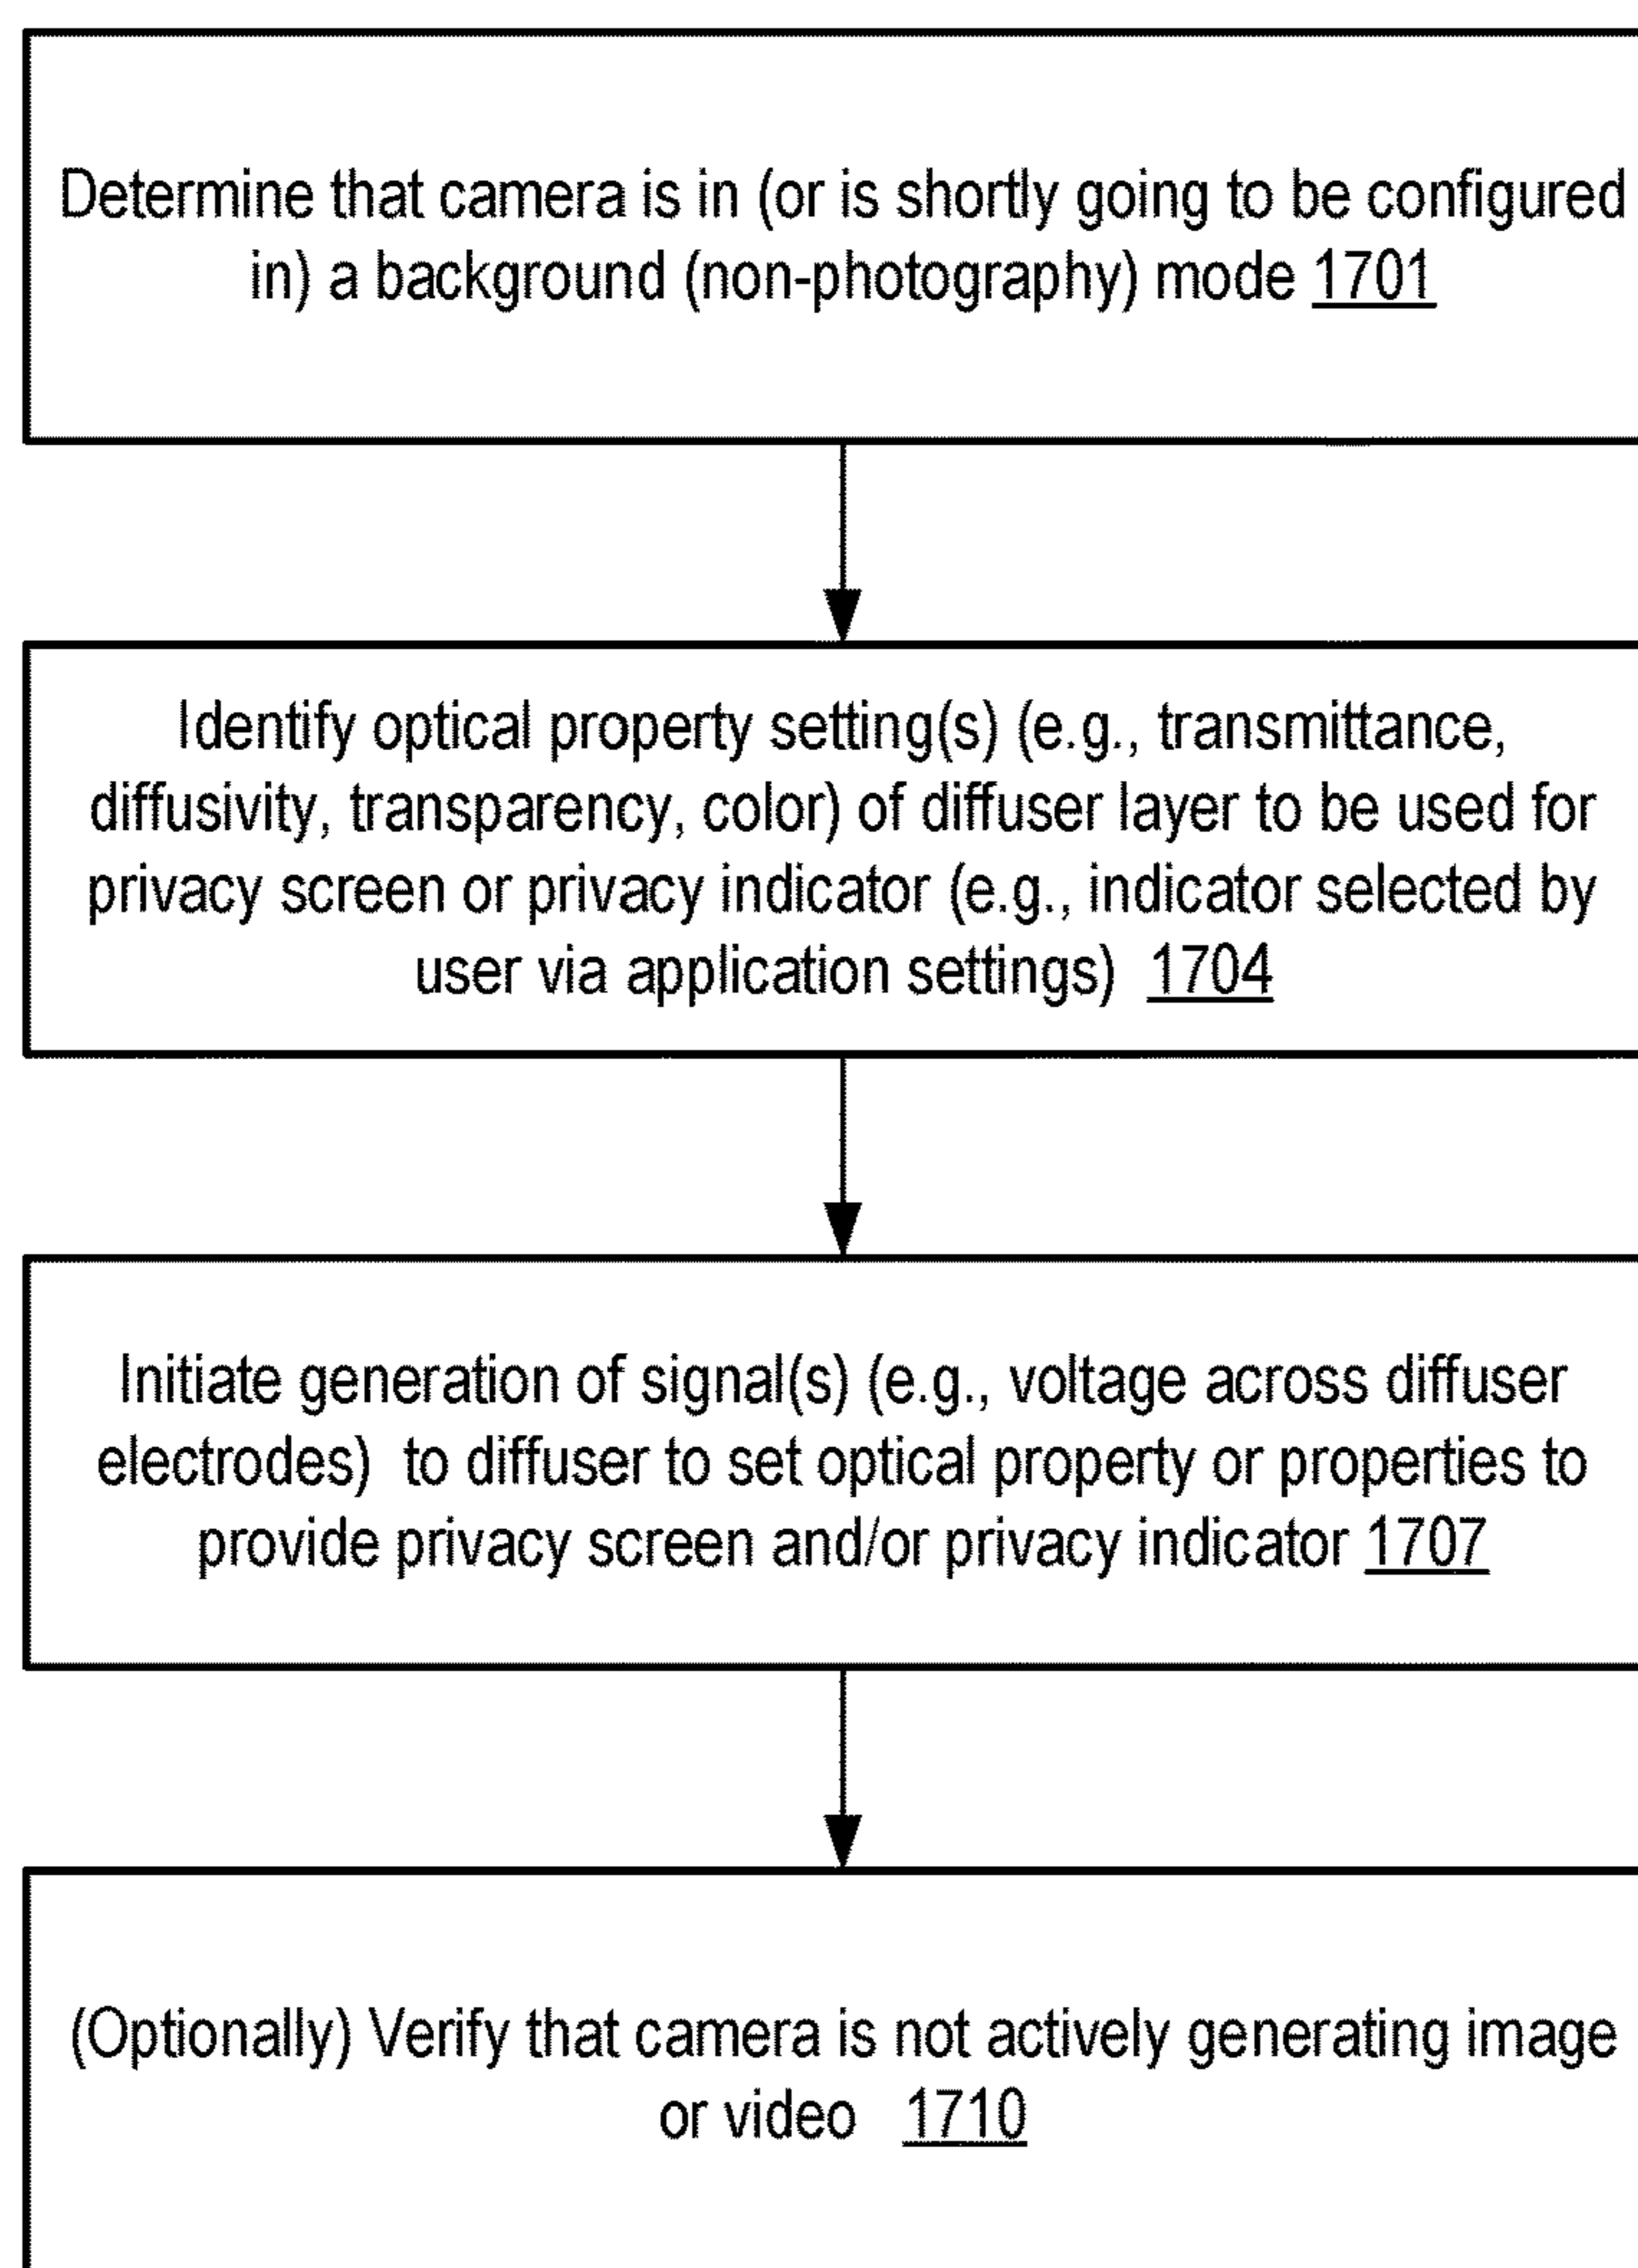 Determine that camera is in (or is shortly going to be configured
in) a background (non-photography) mode 1701
Identify optical property setting(s) (e.g., transmittance,
diffusivity, transparency, color) of diffuser layer to be used for
privacy screen or privacy indicator (e.g., indicator selected by
user via application settings) 1704
Initiate generation of signal(s) (e.g., voltage across diffuser
electrodes) to diffuser to set optical property or properties to
provide privacy screen and/or privacy indicator 1707
(Optionally) Verify that camera is not actively generating image
or video 1710